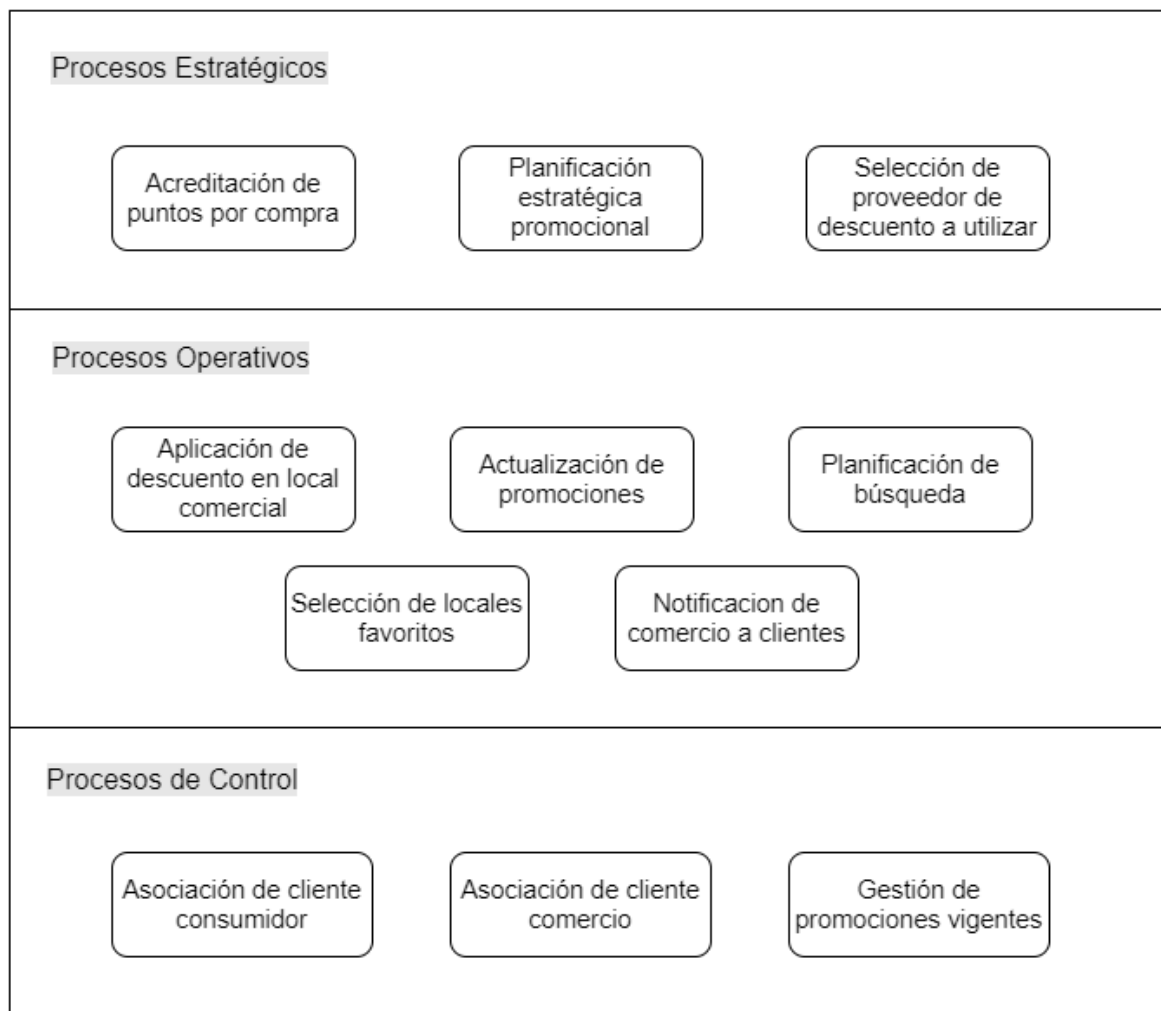 Procesos Estratégicos
Acreditación de
puntos por compra
Planificación
estratégica
promocional
Selección de
proveedor de
descuento a utilizar
Procesos Operativos
Aplicación de
descuento en local
comercial
Actualización de
promociones
Planificación de
búsqueda
Selección de locales
favoritos
Notificacion de
comercio a clientes
Procesos de Control
Asociación de cliente
consumidor
Asociación de cliente
comercio
Gestión de
promociones vigentes